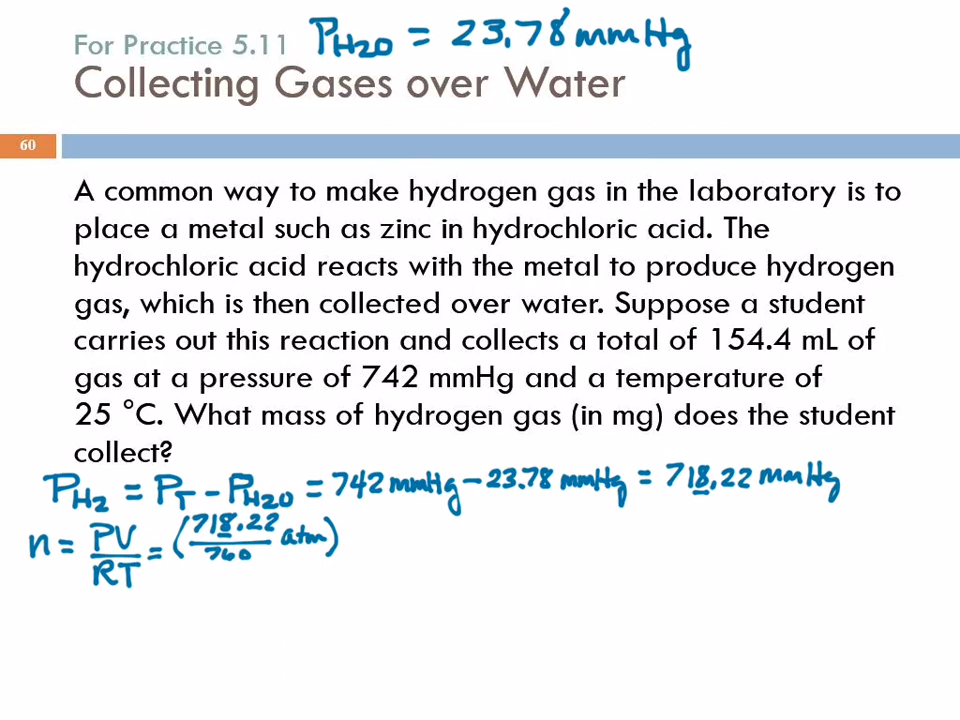 For Practice 5.11 P_H2O = 23.78 mmHg
Collecting Gases over Water
60
A common way to make hydrogen gas in the laboratory is to
place a metal such as zinc in hydrochloric acid. The
hydrochloric acid reacts with the metal to produce hydrogen
gas, which is then collected over water. Suppose a student
carries out this reaction and collects a total of 154.4 mL of
gas at a pressure of 742 mmHg and a temperature of
25 °C. What mass of hydrogen gas (in mg) does the student
collect?
P_H2 = P_T - P_H2O = 742 mmHg - 23.78 mmHg = 718.22 mmHg
n = PV/RT = (718.22/760 atm)